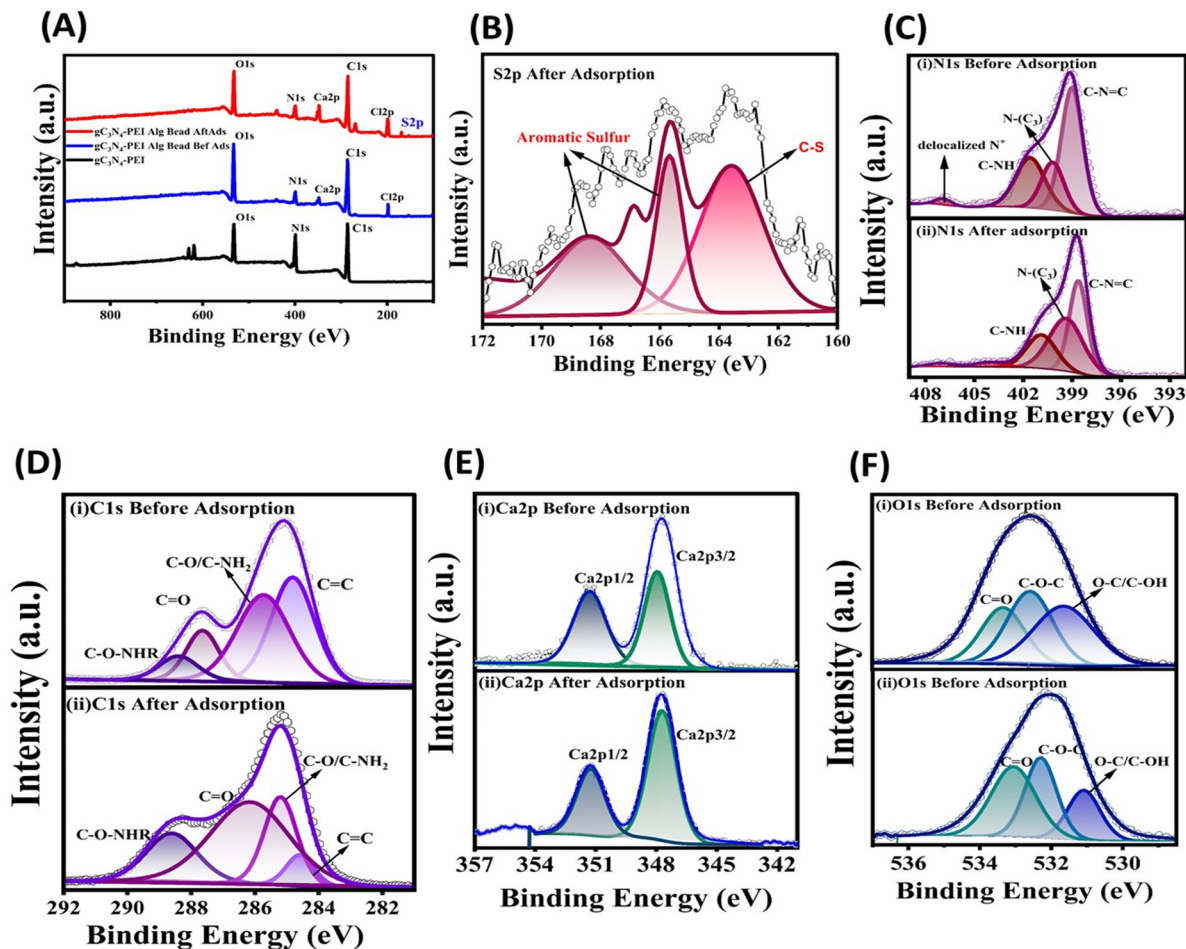 (A)
Intensity (a.u.)
O1s
C1s
N1s
Ca2p
Cl2p
S2p
gC₃N₄-PEI Alg Bead AftAds
gC₃N₄-PEI Alg Bead Bef Ads
gC₃N₄-PEI
O1s
C1s
N1s
Ca2p
Cl2p
O1s
N1s
C1s
800 600 400 200
Binding Energy (eV)
(B)
Intensity (a.u.)
S2p After Adsorption
Aromatic Sulfur
C-S
172 170 168 166 164 162 160
Binding Energy (eV)
(C)
Intensity (a.u.)
(i)N1s Before Adsorption
C-N=C
N-(C₃)
delocalized N⁺
C-NH
(ii)N1s After adsorption
N-(C₃)
C-N=C
C-NH
408 405 402 399 396 393
Binding Energy (eV)
(D)
Intensity (a.u.)
(i)C1s Before Adsorption
C-O/C-NH₂
C=C
C=O
C-O-NHR
(ii)C1s After Adsorption
C-O/C-NH₂
C=O
C-O-NHR
C=C
292 290 288 286 284 282
Binding Energy (eV)
(E)
Intensity (a.u.)
(i)Ca2p Before Adsorption
Ca2p3/2
Ca2p1/2
(ii)Ca2p After Adsorption
Ca2p3/2
Ca2p1/2
357 354 351 348 345 342
Binding Energy (eV)
(F)
Intensity (a.u.)
(i)O1s Before Adsorption
C-O-C
O-C/C-OH
C=O
(ii)O1s Before Adsorption
C-O-C
C=O
O-C/C-OH
536 534 532 530
Binding Energy (eV)